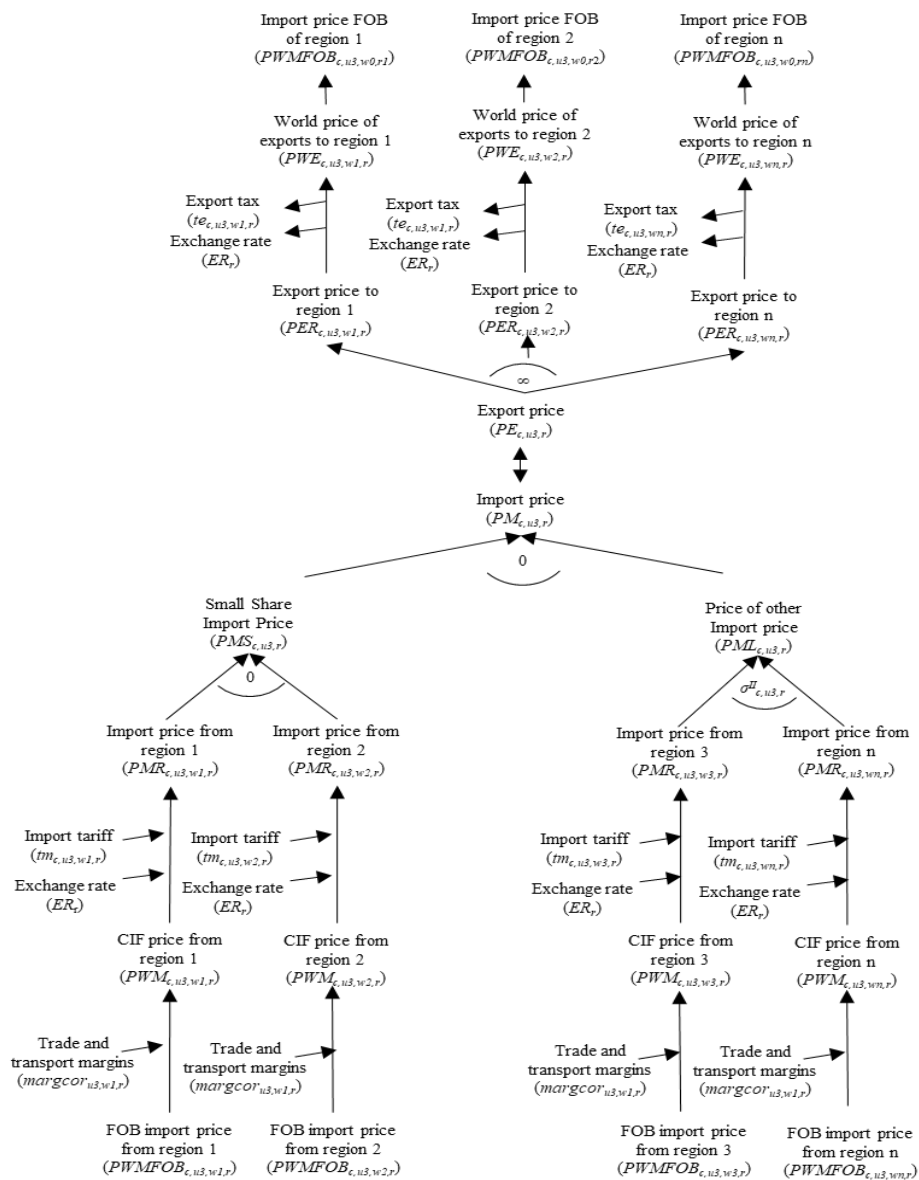 Import price FOB
of region 1
(PWMFOBc,u3,w0,r1)
Import price FOB
of region 2
(PWMFOBc,u3,w0,r2)
Import price FOB
of region n
(PWMFOBc,u3,w0,rn)
World price of
exports to region 1
(PWEc,u3,w1,r)
World price of
exports to region 2
(PWEc,u3,w2,r)
World price of
exports to region n
(PWEc,u3,wn,r)
Export tax
(tec,u3,w1,r)
Exchange rate
(ERr)
Export tax
(tec,u3,w1,r)
Exchange rate
(ERr)
Export tax
(tec,u3,wn,r)
Exchange rate
(ERr)
Export price to
region 1
(PERc,u3,w1,r)
Export price to
region 2
(PERc,u3,w2,r)
Export price to
region n
(PERc,u3,wn,r)
∞
Export price
(PEc,u3,r)
Import price
(PMc,u3,r)
0
Small Share
Import Price
(PMSc,u3,r)
Price of other
Import price
(PMLc,u3,r)
0
σIIc,u3,r
Import price from
region 1
(PMRc,u3,w1,r)
Import price from
region 2
(PMRc,u3,w2,r)
Import price from
region 3
(PMRc,u3,w3,r)
Import price from
region n
(PMRc,u3,wn,r)
Import tariff
(tmc,u3,w1,r)
Exchange rate
(ERr)
Import tariff
(tmc,u3,w2,r)
Exchange rate
(ERr)
Import tariff
(tmc,u3,w3,r)
Exchange rate
(ERr)
Import tariff
(tmc,u3,wn,r)
Exchange rate
(ERr)
CIF price from
region 1
(PWMc,u3,w1,r)
CIF price from
region 2
(PWMc,u3,w2,r)
CIF price from
region 3
(PWMc,u3,w3,r)
CIF price from
region n
(PWMc,u3,wn,r)
Trade and
transport margins
(margcoru3,w1,r)
Trade and
transport margins
(margcoru3,w1,r)
Trade and
transport margins
(margcoru3,w1,r)
Trade and
transport margins
(margcoru3,w1,r)
FOB import price
from region 1
(PWMFOBc,u3,w1,r)
FOB import price
from region 2
(PWMFOBc,u3,w2,r)
FOB import price
from region 3
(PWMFOBc,u3,w3,r)
FOB import price
from region n
(PWMFOBc,u3,wn,r)